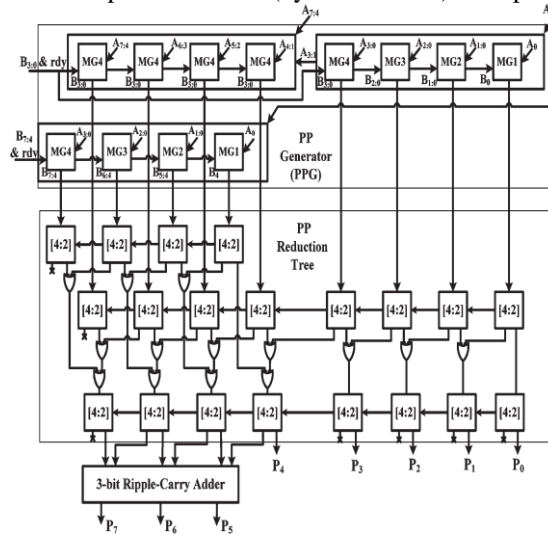 A7:4
A
A7:4 A6:3 A5:2 A4:1 A3:1 A3:0 A2:0 A1:0 A0
B3:0 & rdy MG4 MG4 MG4 MG4 MG4 MG3 MG2 MG1
B3:0 B3:0 B3:0 B3:0 B3:0 B2:0 B1:0 B0
B7:4 & rdy A3:0 A2:0 A1:0 A0
MG4 MG3 MG2 MG1
B7:4 B6:4 B5:4 B4
PP
Generator
(PPG)
PP
Reduction
Tree
[4:2] [4:2] [4:2] [4:2]
[4:2] [4:2] [4:2] [4:2] [4:2] [4:2] [4:2] [4:2]
[4:2] [4:2] [4:2] [4:2] [4:2] [4:2] [4:2] [4:2]
P4 P3 P2 P1 P0
3-bit Ripple-Carry Adder
P7 P6 P5